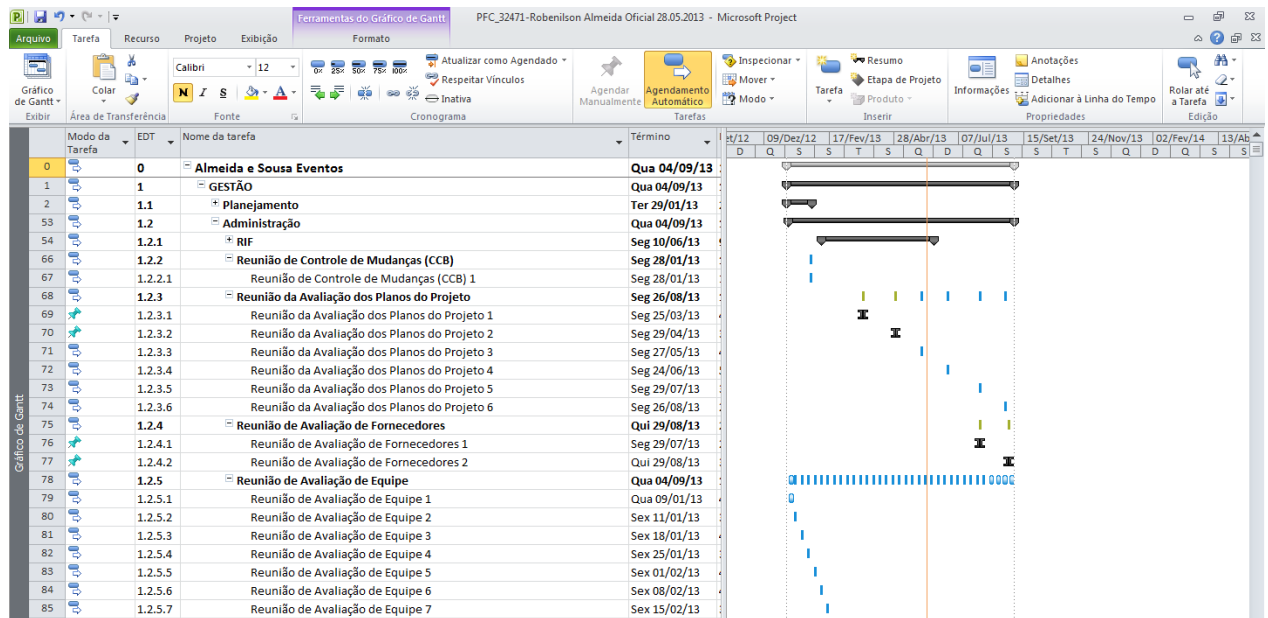 Ferramentas do Gráfico de Gantt PFC_32471-Robenilson Almeida Oficial 28.05.2013 - Microsoft Project
Arquivo Tarefa Recurso Projeto Exibição Formato
Gráfico de Gantt
Exibir
Colar
Área de Transferência
Calibri 12
N I S A
Fonte
0% 25% 50% 75% 100%
Atualizar como Agendado
Respeitar Vínculos
Inativa
Cronograma
Agendar Manualmente
Agendamento Automático
Inspecionar
Mover
Modo
Tarefas
Tarefa
Resumo
Etapa de Projeto
Produto
Inserir
Informações
Anotações
Detalhes
Adicionar à Linha do Tempo
Propriedades
Rolar até a Tarefa
Edição
Modo da Tarefa EDT Nome da tarefa Término
09/Dez/12 17/Fev/13 28/Abr/13 07/Jul/13 15/Set/13 24/Nov/13 02/Fev/14 13/Ab
D Q S S T S Q D Q S S T S Q D Q S S
0 0 Almeida e Sousa Eventos Qua 04/09/13
1 1 GESTÃO Qua 04/09/13
2 1.1 Planejamento Ter 29/01/13
53 1.2 Administração Qua 04/09/13
54 1.2.1 RIF Seg 10/06/13
66 1.2.2 Reunião de Controle de Mudanças (CCB) Seg 28/01/13
67 1.2.2.1 Reunião de Controle de Mudanças (CCB) 1 Seg 28/01/13
68 1.2.3 Reunião da Avaliação dos Planos do Projeto Seg 26/08/13
69 1.2.3.1 Reunião da Avaliação dos Planos do Projeto 1 Seg 25/03/13
70 1.2.3.2 Reunião da Avaliação dos Planos do Projeto 2 Seg 29/04/13
71 1.2.3.3 Reunião da Avaliação dos Planos do Projeto 3 Seg 27/05/13
72 1.2.3.4 Reunião da Avaliação dos Planos do Projeto 4 Seg 24/06/13
73 1.2.3.5 Reunião da Avaliação dos Planos do Projeto 5 Seg 29/07/13
74 1.2.3.6 Reunião da Avaliação dos Planos do Projeto 6 Seg 26/08/13
75 1.2.4 Reunião de Avaliação de Fornecedores Qui 29/08/13
76 1.2.4.1 Reunião de Avaliação de Fornecedores 1 Seg 29/07/13
77 1.2.4.2 Reunião de Avaliação de Fornecedores 2 Qui 29/08/13
78 1.2.5 Reunião de Avaliação de Equipe Qua 04/09/13
79 1.2.5.1 Reunião de Avaliação de Equipe 1 Qua 09/01/13
80 1.2.5.2 Reunião de Avaliação de Equipe 2 Sex 11/01/13
81 1.2.5.3 Reunião de Avaliação de Equipe 3 Sex 18/01/13
82 1.2.5.4 Reunião de Avaliação de Equipe 4 Sex 25/01/13
83 1.2.5.5 Reunião de Avaliação de Equipe 5 Sex 01/02/13
84 1.2.5.6 Reunião de Avaliação de Equipe 6 Sex 08/02/13
85 1.2.5.7 Reunião de Avaliação de Equipe 7 Sex 15/02/13
Gráfico de Gantt